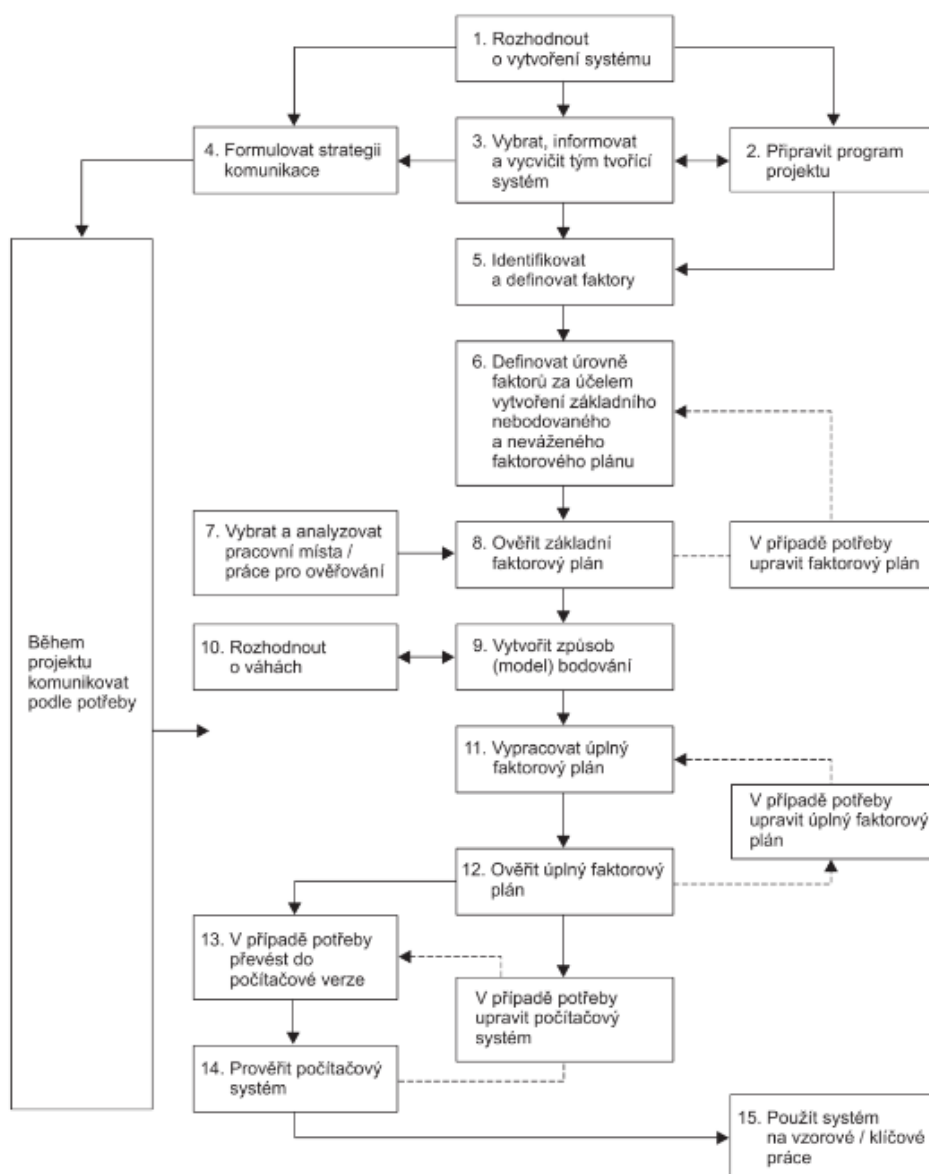 1. Rozhodnout
o vytvoření systému
4. Formulovat strategii
komunikace
3. Vybrat, informovat
a vycvičit tým tvořící
systém
2. Připravit program
projektu
5. Identifikovat
a definovat faktory
6. Definovat úrovně
faktorů za účelem
vytvoření základního
nebodovaného
a neváženého
faktorového plánu
7. Vybrat a analyzovat
pracovní místa /
práce pro ověřování
8. Ověřit základní
faktorový plán
V případě potřeby
upravit faktorový plán
Během
projektu
komunikovat
podle potřeby
10. Rozhodnout
o váhách
9. Vytvořit způsob
(model) bodování
11. Vypracovat úplný
faktorový plán
V případě potřeby
upravit úplný faktorový
plán
12. Ověřit úplný faktorový
plán
13. V případě potřeby
převést do
počítačové verze
V případě potřeby
upravit počítačový
systém
14. Prověřit počítačový
systém
15. Použít systém
na vzorové / klíčové
práce